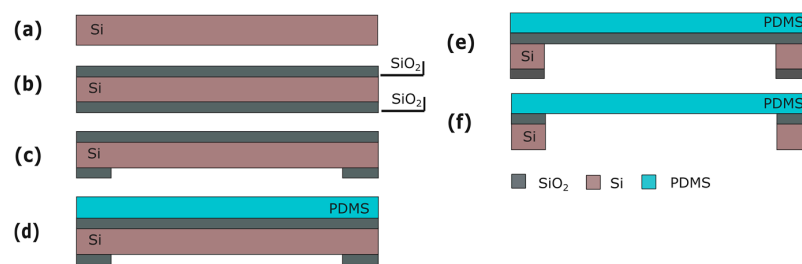 (a)
Si
(b)
SiO₂
Si
SiO₂
(c)
Si
(d)
PDMS
Si
(e)
PDMS
Si
(f)
PDMS
Si
SiO₂ Si PDMS